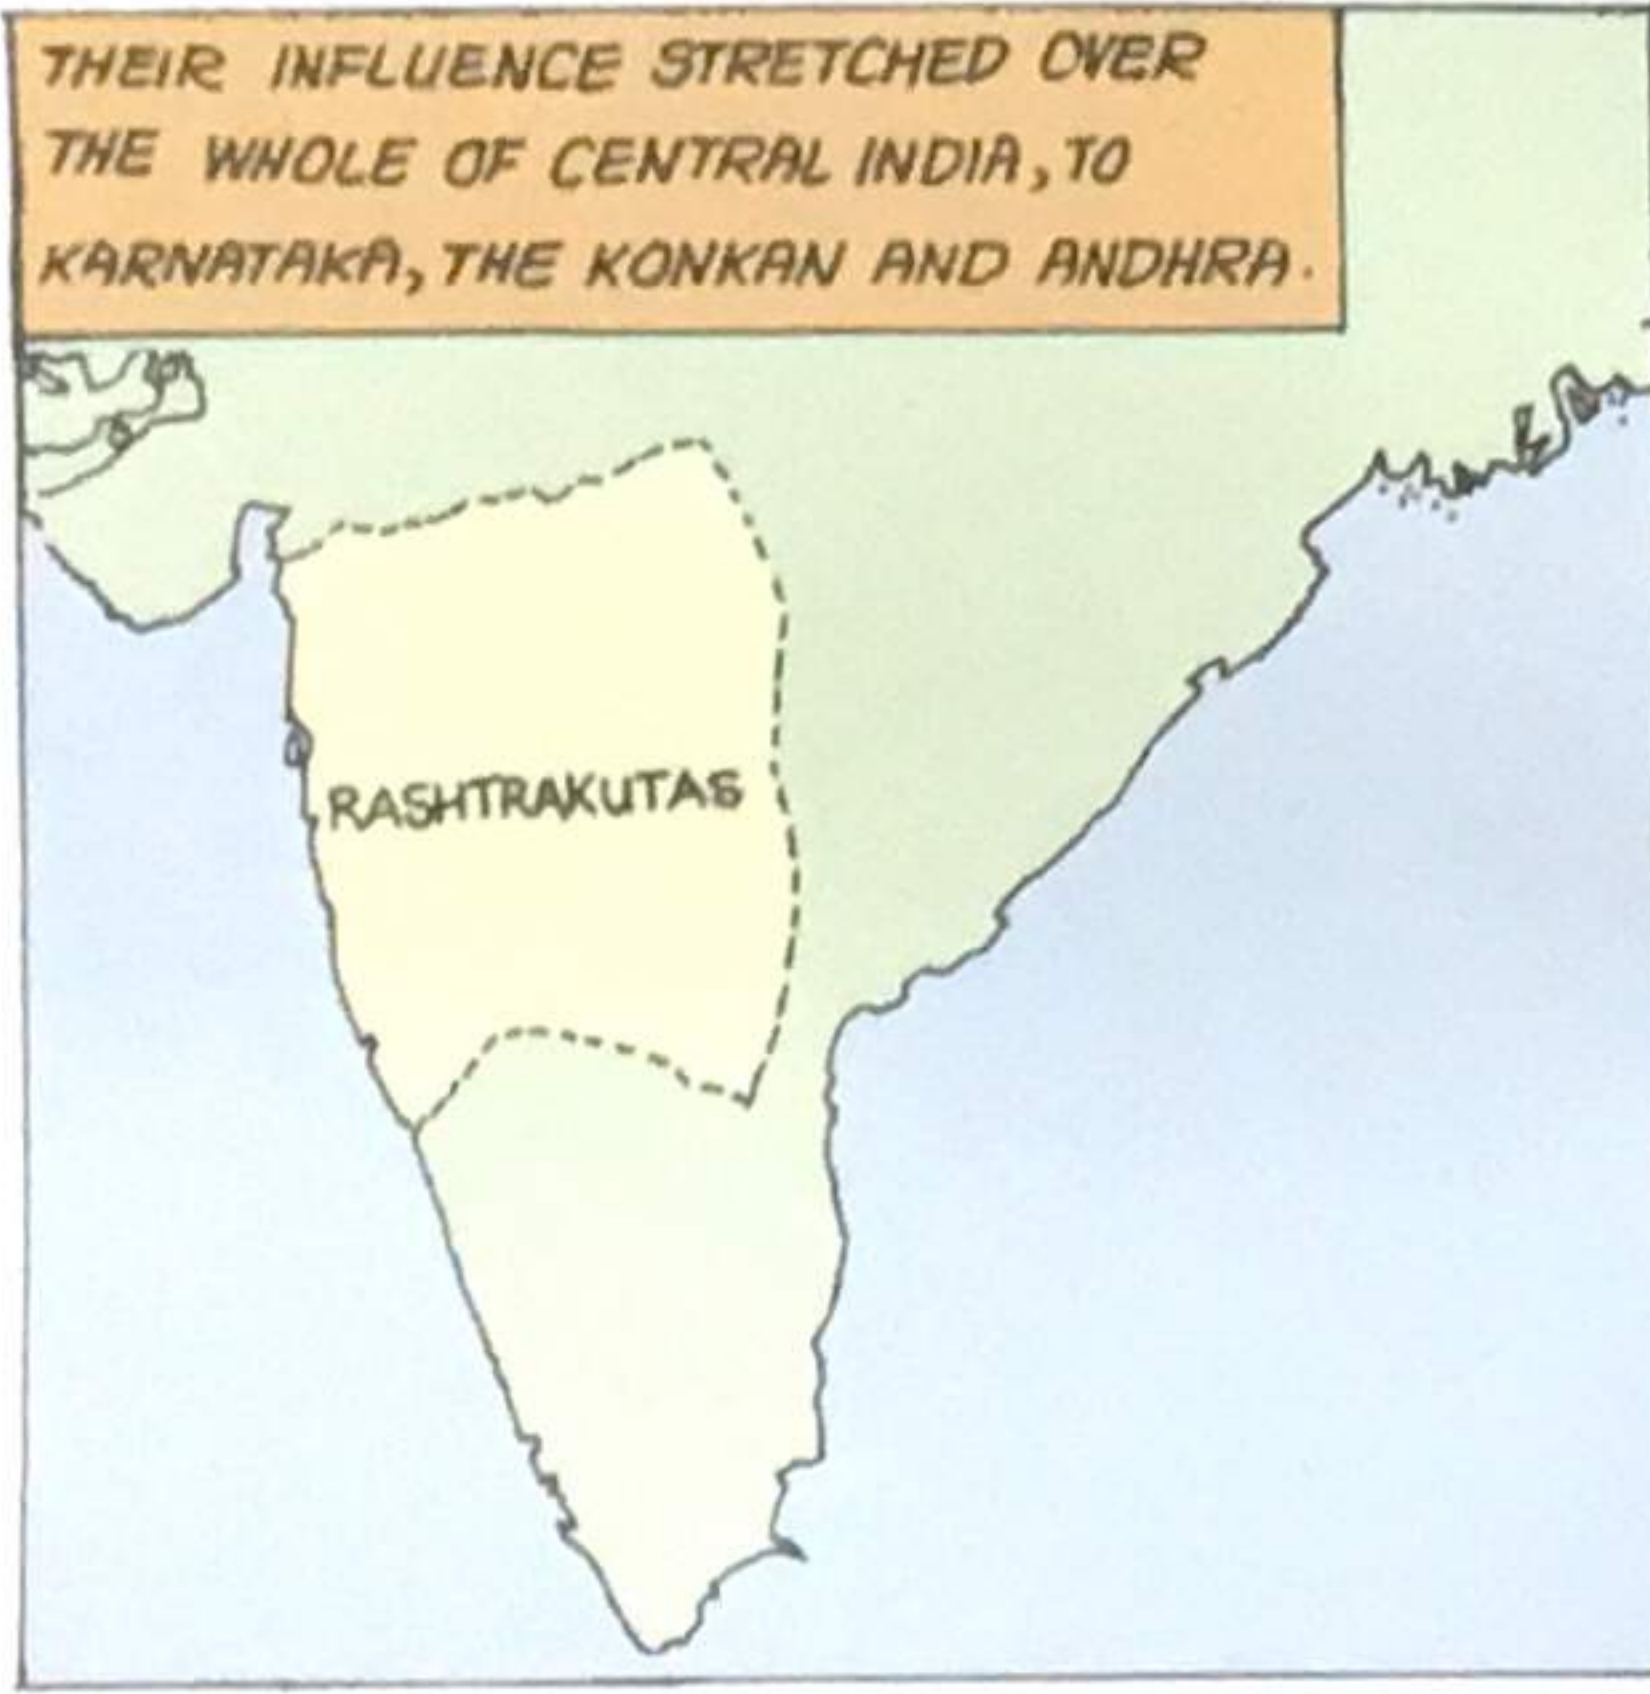 THEIR INFLUENCE STRETCHED OVER
THE WHOLE OF CENTRAL INDIA, TO
KARNATAKA, THE KONKAN AND ANDHRA.
RASHTRAKUTAS